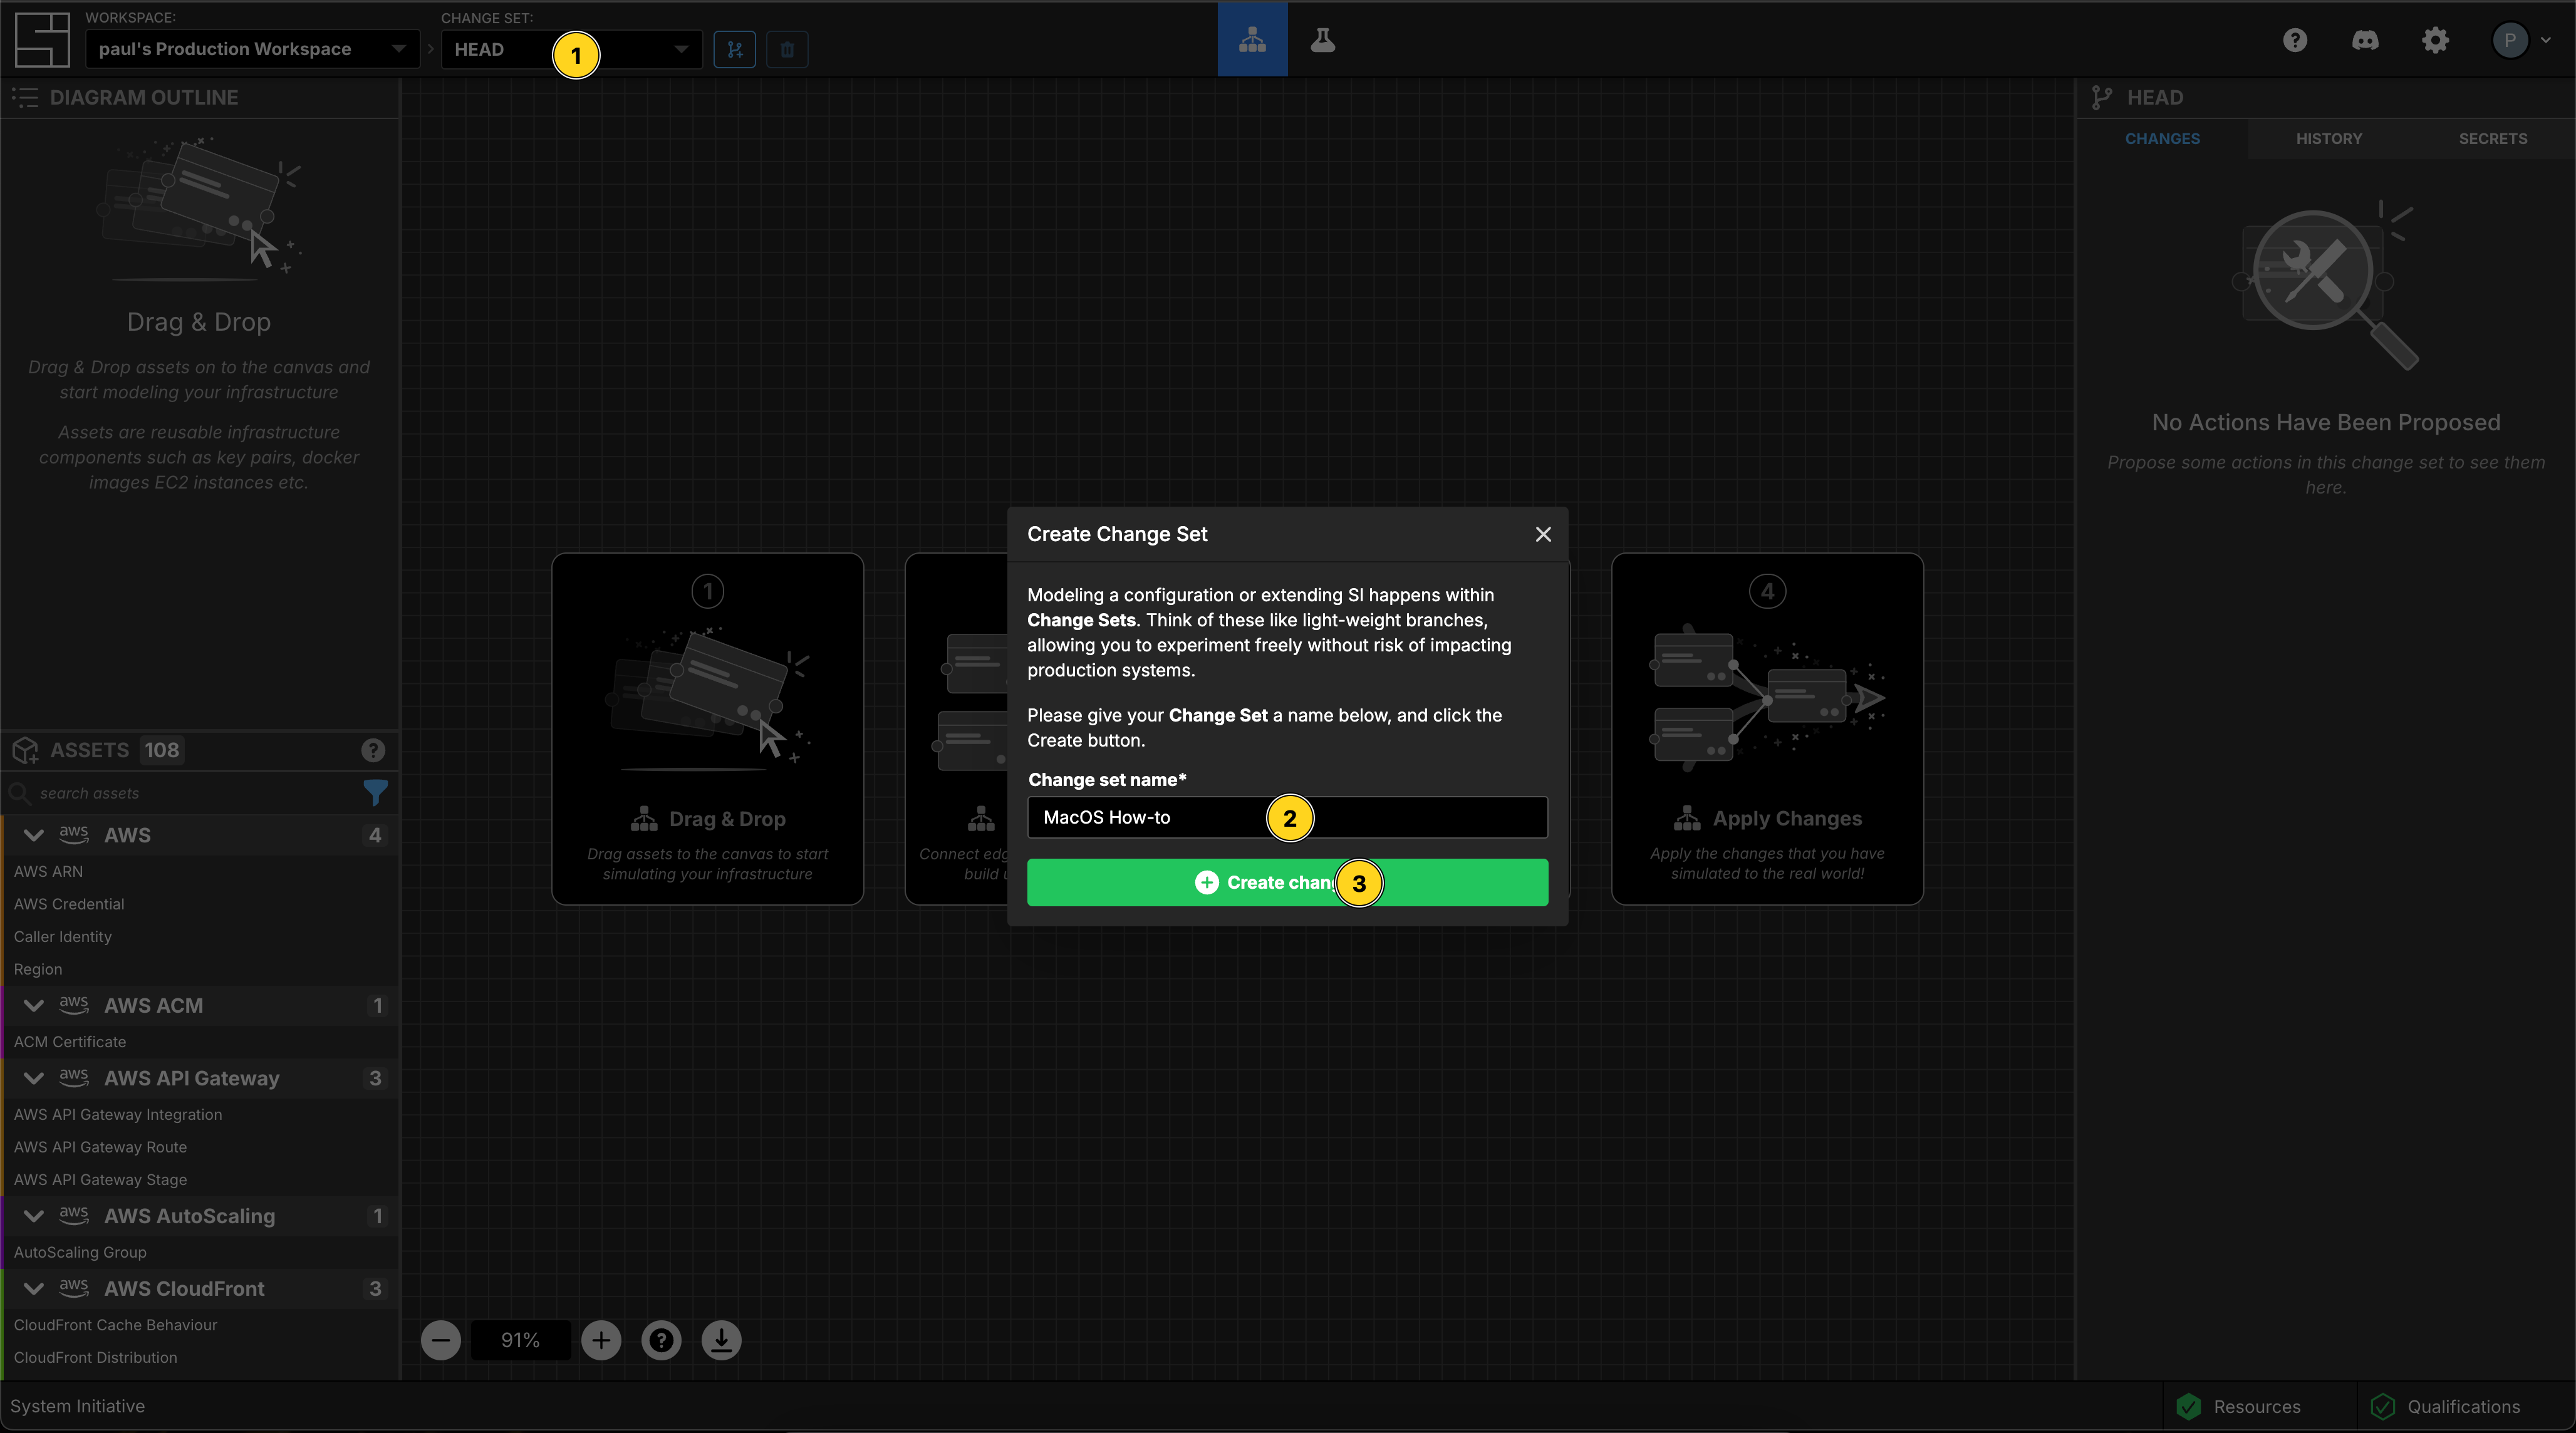 WORKSPACE:
paul's Production Workspace
CHANGE SET:
HEAD
1
P
DIAGRAM OUTLINE
Drag & Drop
Drag & Drop assets on to the canvas and
start modeling your infrastructure
Assets are reusable infrastructure
components such as key pairs, docker
images EC2 instances etc.
ASSETS 108
search assets
aws AWS 4
AWS ARN
AWS Credential
Caller Identity
Region
aws AWS ACM 1
ACM Certificate
aws AWS API Gateway 3
AWS API Gateway Integration
AWS API Gateway Route
AWS API Gateway Stage
aws AWS AutoScaling 1
AutoScaling Group
aws AWS CloudFront 3
CloudFront Cache Behaviour
CloudFront Distribution
1
Drag & Drop
Drag assets to the canvas to start
simulating your infrastructure
Connect
build
Create Change Set
Modeling a configuration or extending SI happens within
Change Sets. Think of these like light-weight branches,
allowing you to experiment freely without risk of impacting
production systems.
Please give your Change Set a name below, and click the
Create button.
Change set name*
MacOS How-to
2
Create chan
3
4
Apply Changes
Apply the changes that you have
simulated to the real world!
91%
HEAD
CHANGES HISTORY SECRETS
No Actions Have Been Proposed
Propose some actions in this change set to see them
here.
System Initiative
Resources
Qualifications